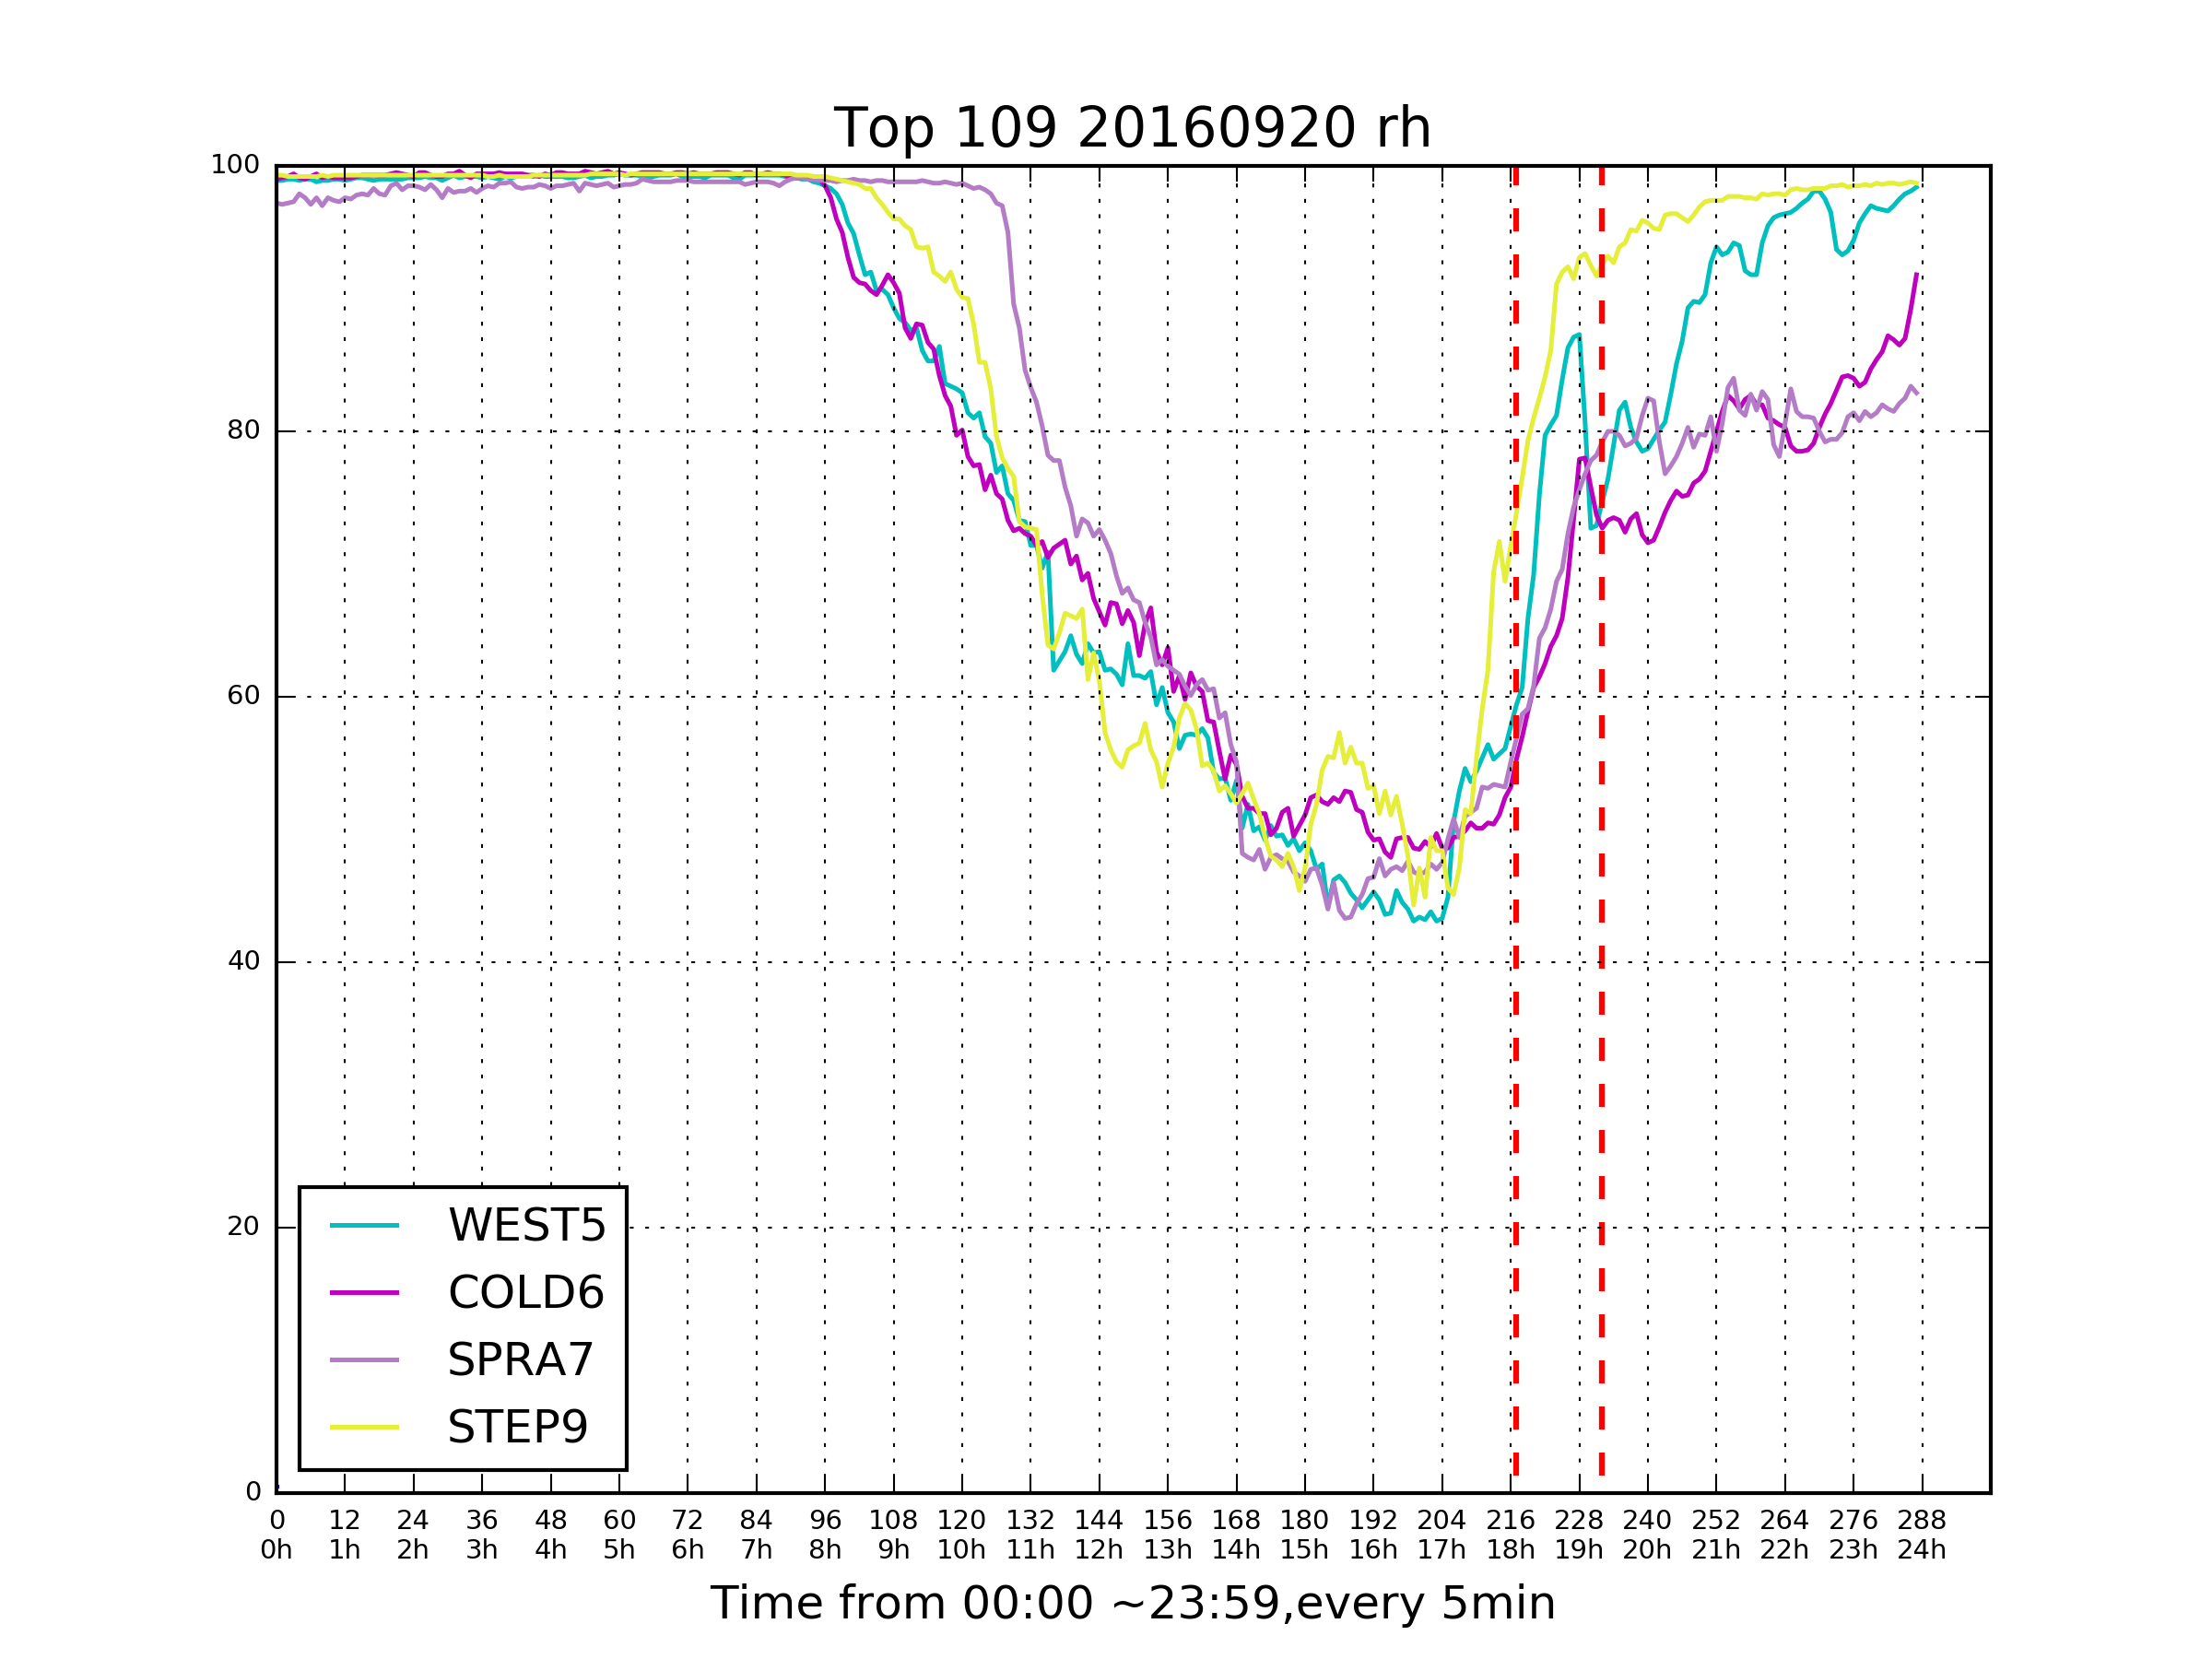 Top 109 20160920 rh
100
80
60
40
20
0
WEST5
COLD6
SPRA7
STEP9
0 12 24 36 48 60 72 84 96 108 120 132 144 156 168 180 192 204 216 228 240 252 264 276 288
0h 1h 2h 3h 4h 5h 6h 7h 8h 9h 10h 11h 12h 13h 14h 15h 16h 17h 18h 19h 20h 21h 22h 23h 24h
Time from 00:00 ~23:59,every 5min